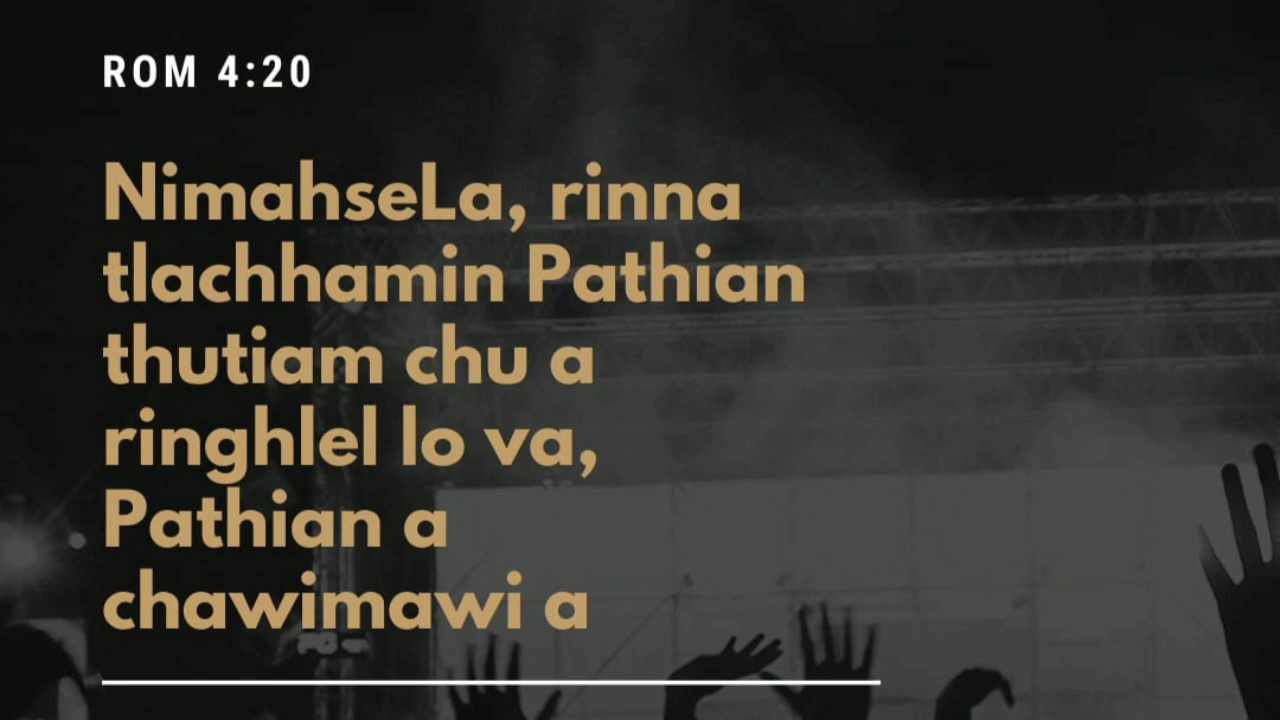 ROM 4:20
NimahseLa, rinna
tlachhamin Pathian
thutiam chu a
ringhlel lo va,
Pathian a
chawimawi a